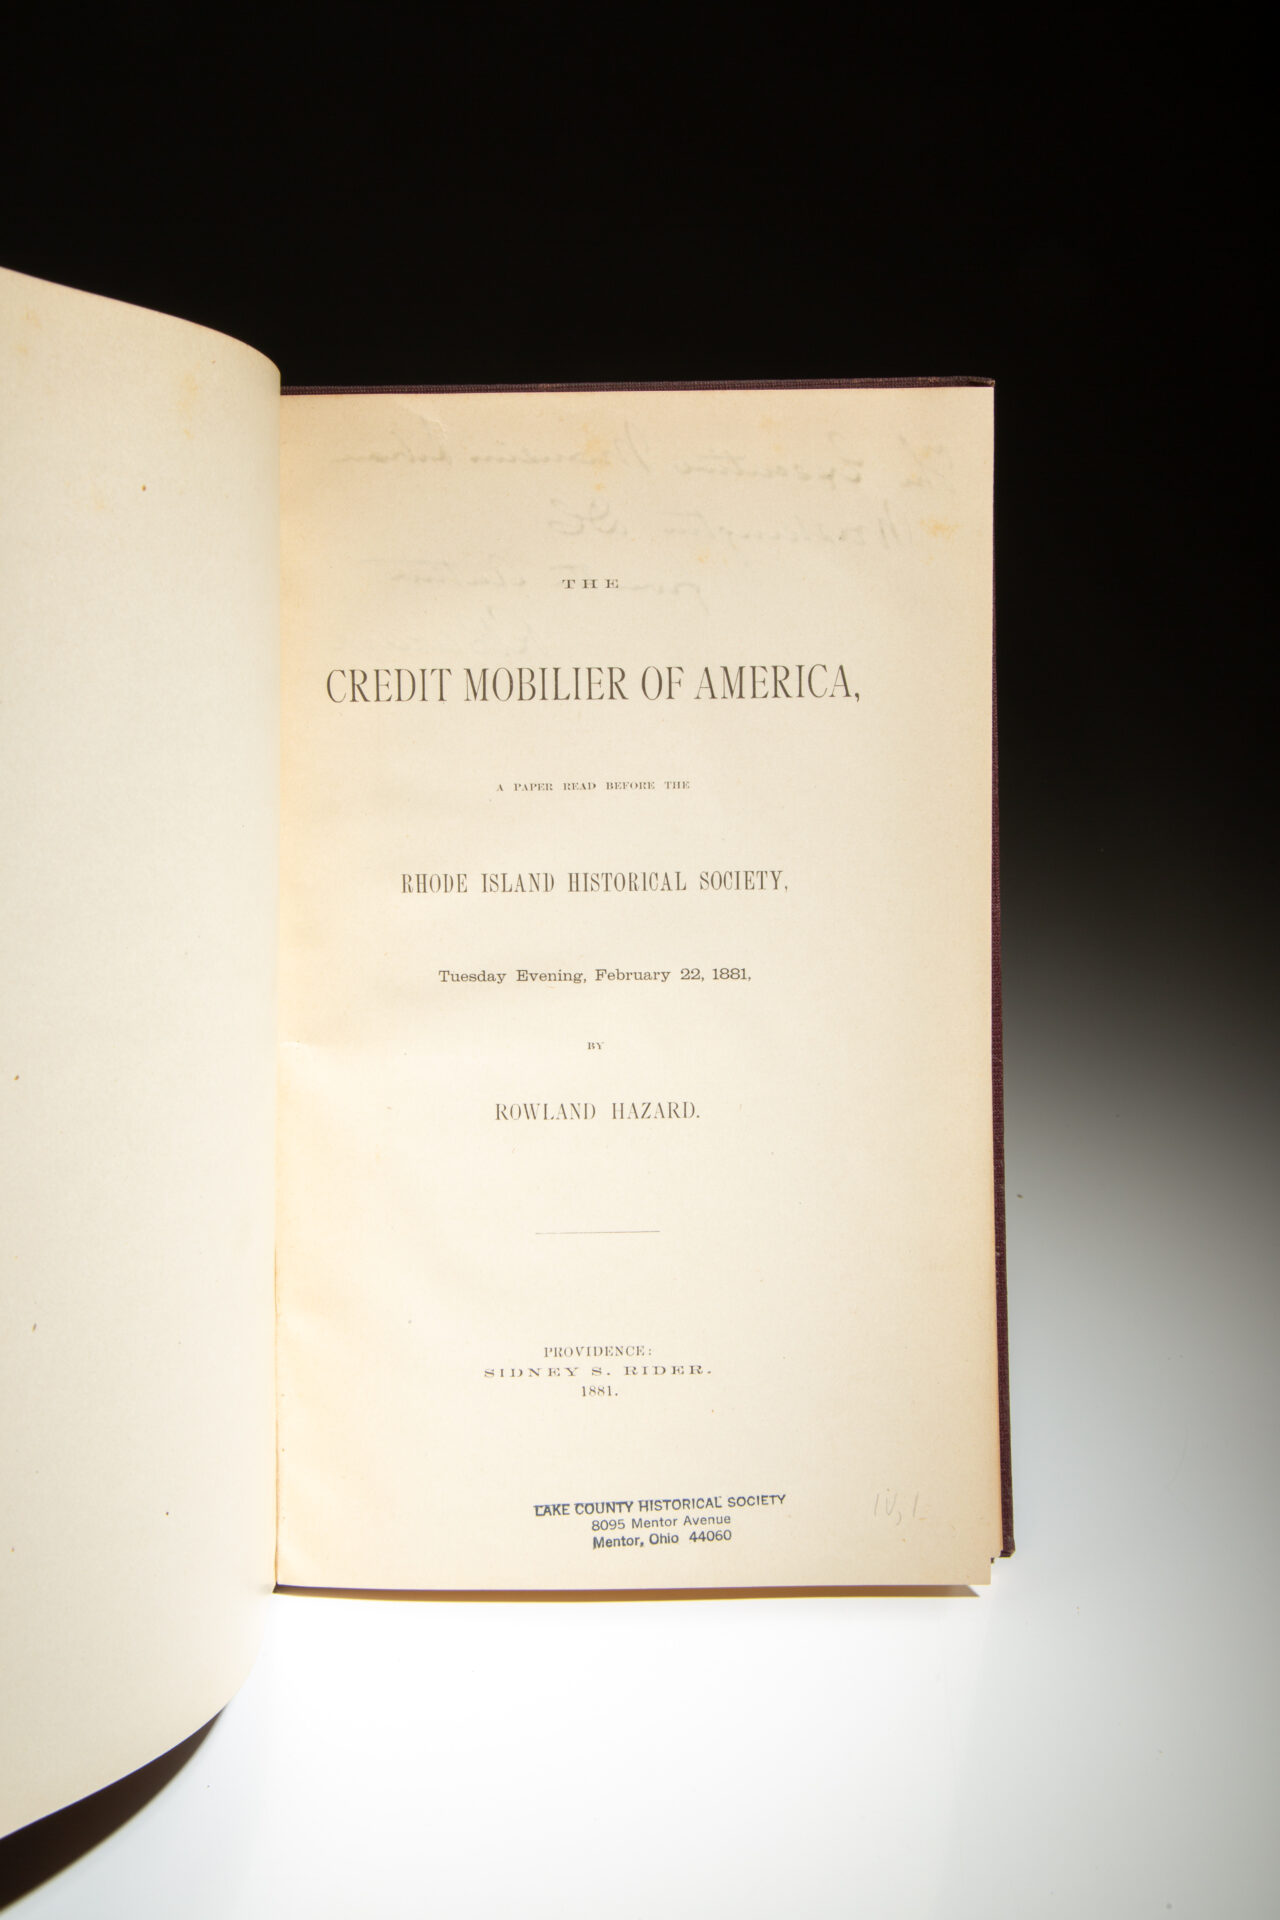 THE
CREDIT MOBILIER OF AMERICA,
A PAPER READ BEFORE THE
RHODE ISLAND HISTORICAL SOCIETY,
Tuesday Evening, February 22, 1881,
BY
ROWLAND HAZARD.
PROVIDENCE:
SIDNEY S. RIDER.
1881.
LAKE COUNTY HISTORICAL SOCIETY
8095 Mentor Avenue
Mentor, Ohio 44060